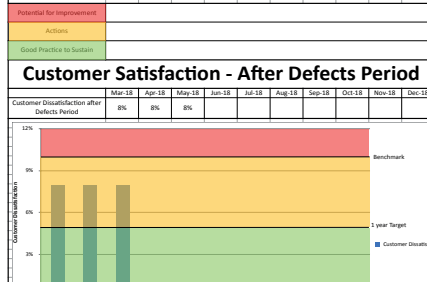 Potential for Improvement
Actions
Good Practice to Sustain
Customer Satisfaction - After Defects Period
Mar-18 Apr-18 May-18 Jun-18 Jul-18 Aug-18 Sep-18 Oct-18 Nov-18 Dec-18
Customer Dissatisfaction after
Defects Period
8% 8% 8%
12%
9%
6%
3%
Customer Dissatisfaction
Benchmark
1 year Target
Customer Dissatis